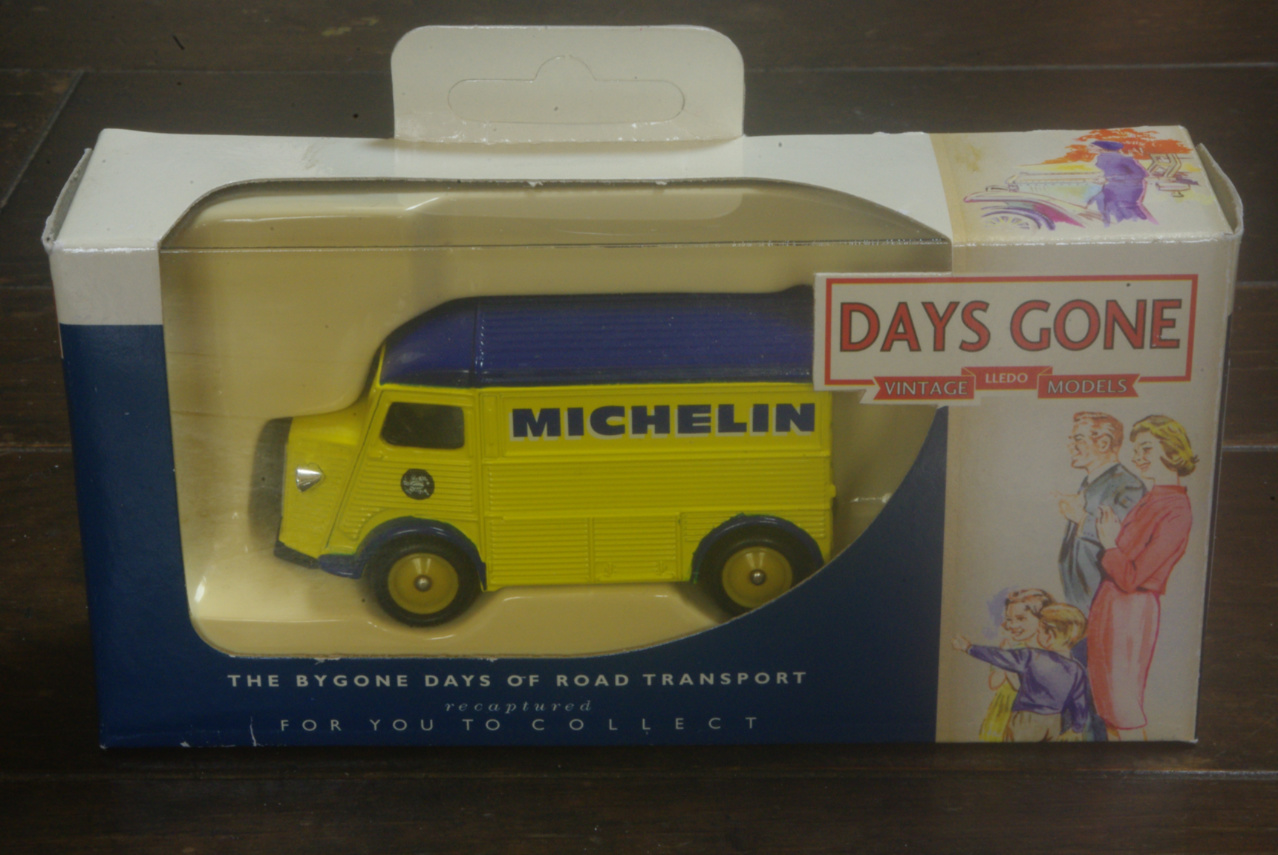 DAYS GONE
VINTAGE LLEDO MODELS
MICHELIN
THE BYGONE DAYS OF ROAD TRANSPORT
recaptured
FOR YOU TO COLLECT